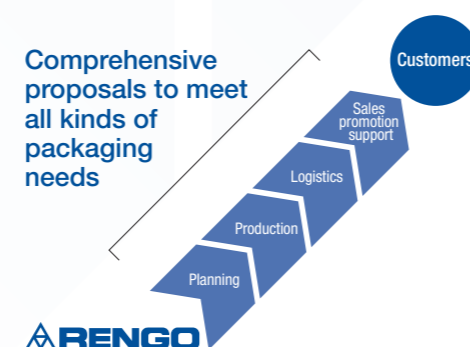 Comprehensive
proposals to meet
all kinds of
packaging
needs
Customers
Sales
promotion
support
Logistics
Production
Planning
RENGO